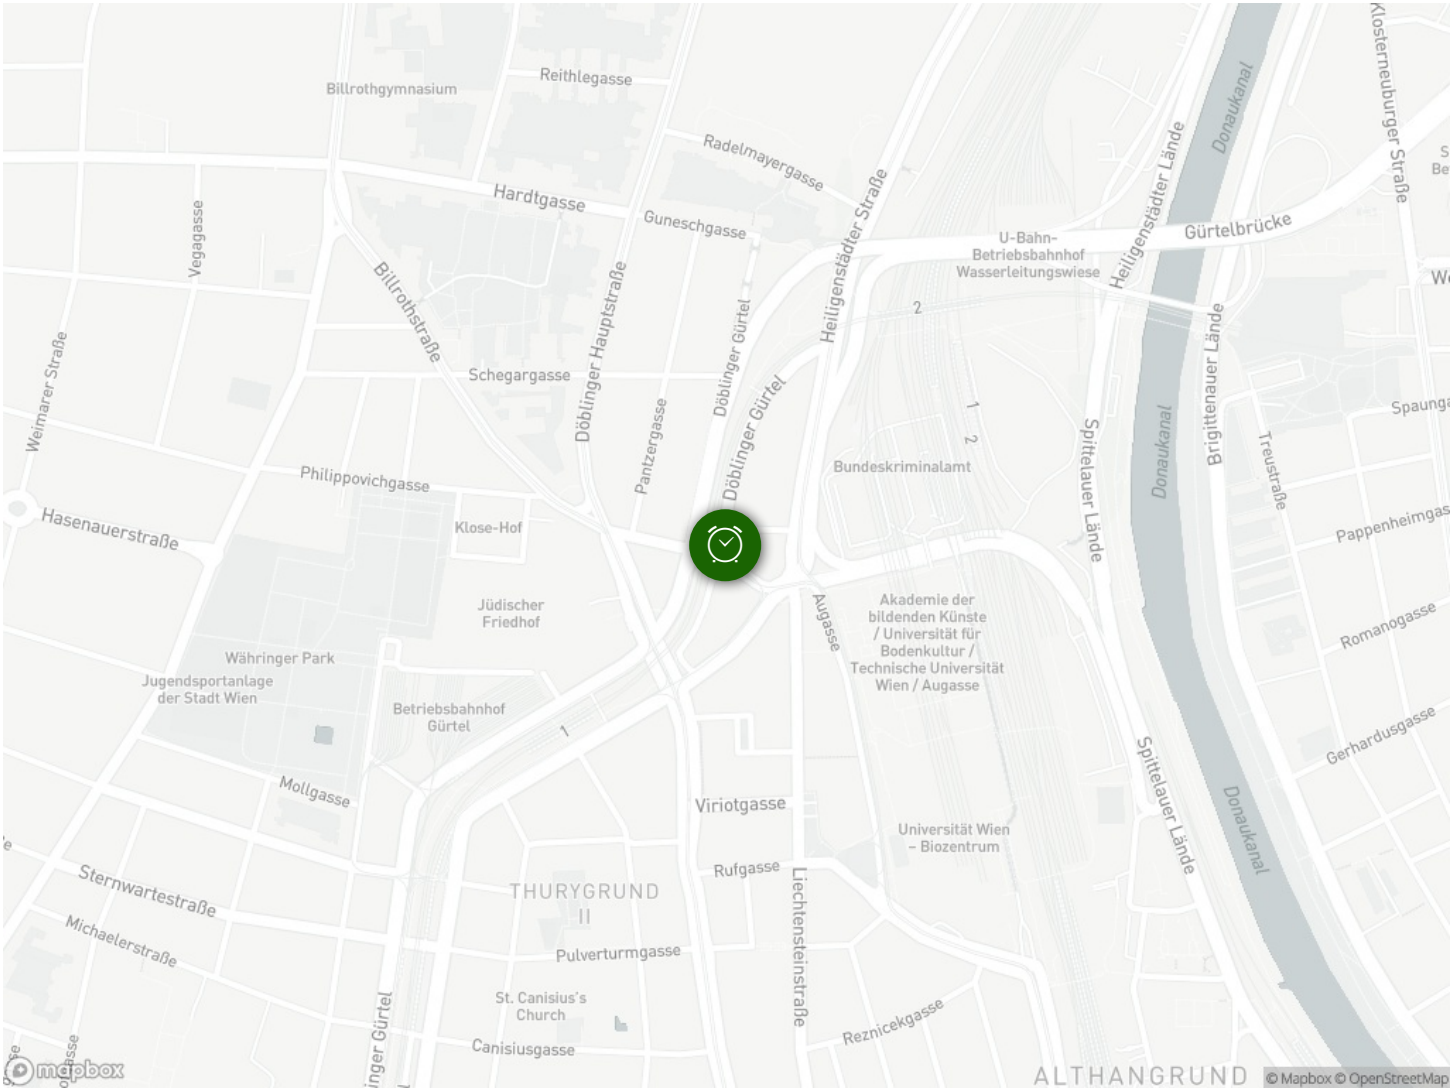 Klosterneuburger Straße
Reithlegasse
Billrothgymnasium
Donaukanal
Radelmayergasse
Heiligenstädter Lände
Hardtgasse
Heiligenstädter Straße
Guneschgasse
Gürtelbrücke
Vegagasse
U-Bahn-
Betriebsbahnhof
Wasserleitungswiese
Heiligenstädter Lände
Billrothstraße
Döblinger Hauptstraße
2
Döblinger Gürtel
Brigittenauer Lände
Weimarer Straße
Schegargasse
Döblinger Gürtel
Pantzergasse
1
2
Spaunga
Donaukanal
Spittelauer Lände
Treustraße
Bundeskriminalamt
Philippovichgasse
Hasenauerstraße
Klose-Hof
Pappenheimgas
Jüdischer
Friedhof
Augasse
Akademie der
bildenden Künste
/ Universität für
Bodenkultur /
Technische Universität
Wien / Augasse
Romanogasse
Währinger Park
Jugendsportanlage
der Stadt Wien
Betriebsbahnhof
Gürtel
1
Gerhardusgasse
Spittelauer Lände
Mollgasse
Viriotgasse
Donaukanal
Universität Wien
– Biozentrum
Rufgasse
Sternwartestraße
THURYGRUND
II
Liechtensteinstraße
Michaelerstraße
Pulverturmgasse
St. Canisius's
Church
inger Gürtel
Reznicekgasse
Canisiusgasse
mapbox
ALTHANGRUND
© Mapbox © OpenStreetMap